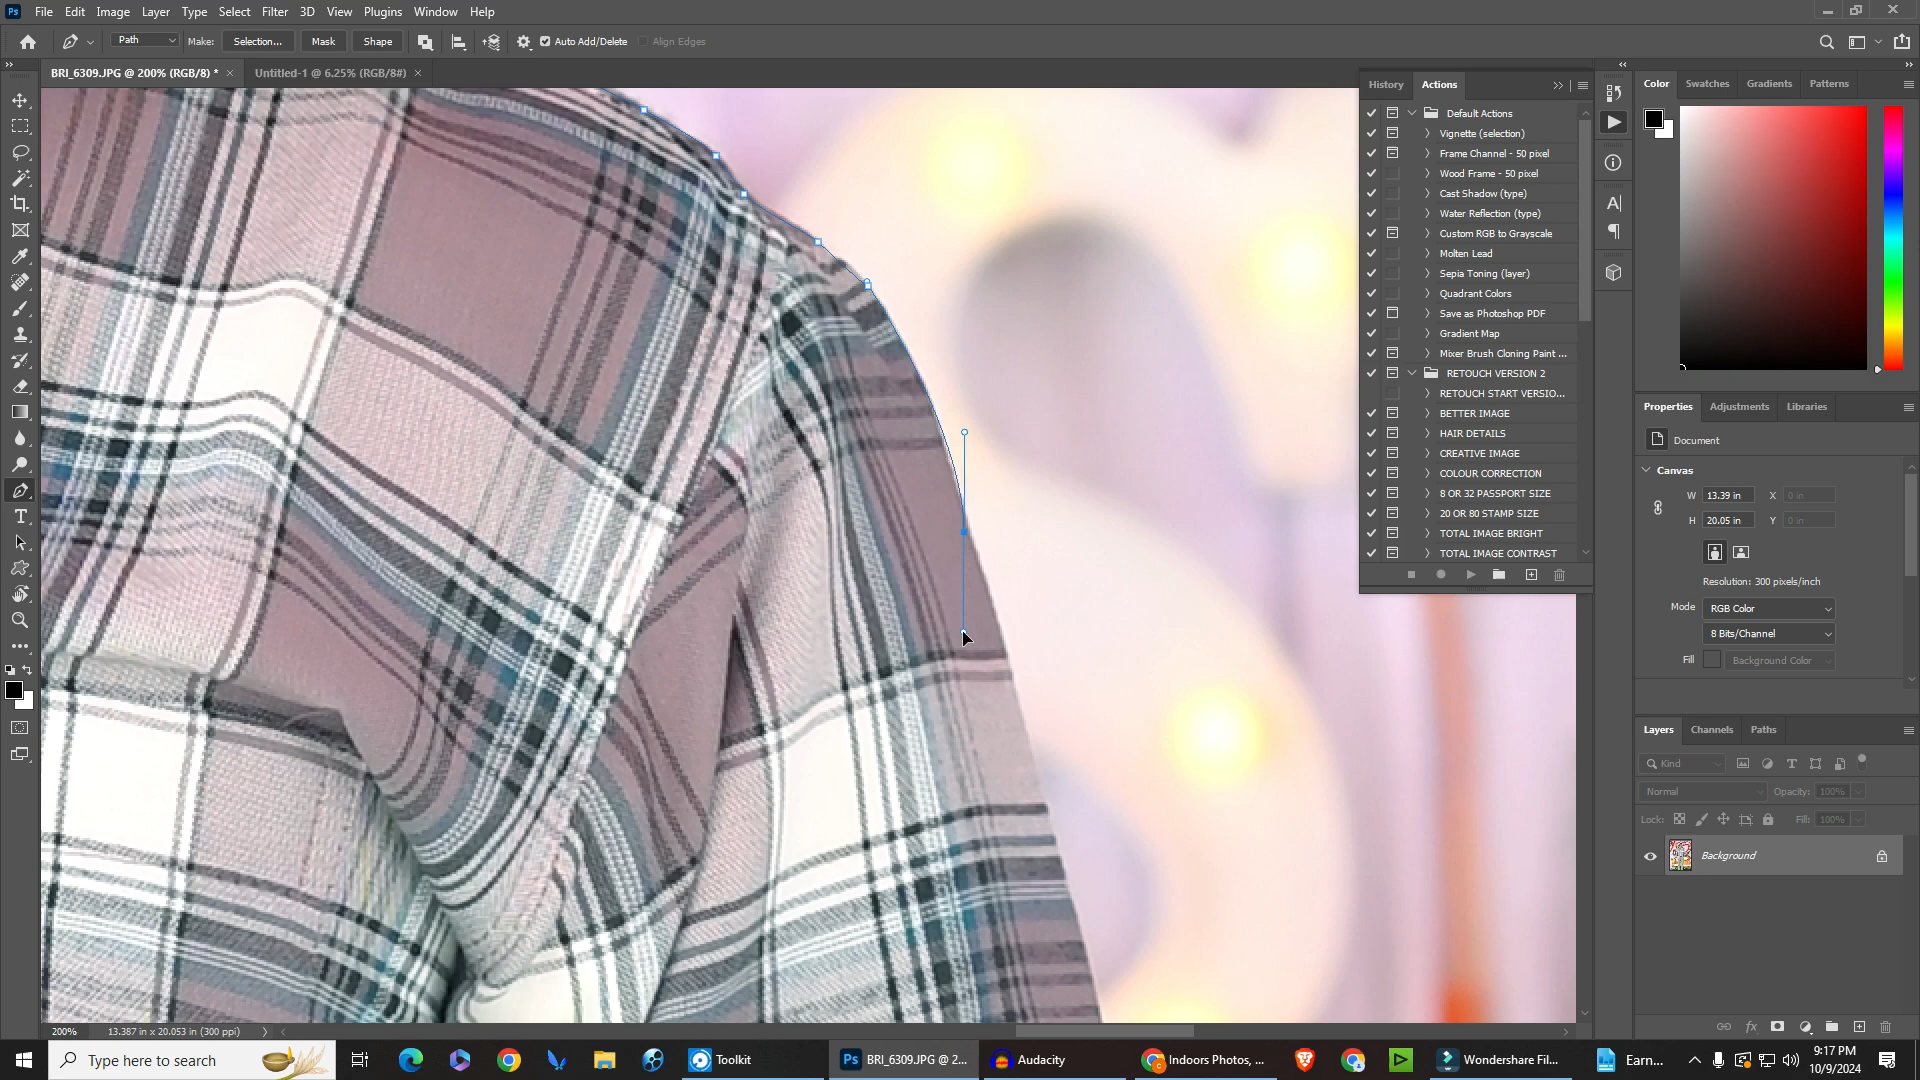 Ps File Edit Image Layer Type Select Filter 3D View Plugins Window Help
Path Make: Selection... Mask Shape Auto Add/Delete Align Edges
BRI_6309.JPG @ 200% (RGB/8) * × Untitled-1 @ 6.25% (RGB/8#) ×
History Actions
Default Actions
Vignette (selection)
Frame Channel - 50 pixel
Wood Frame - 50 pixel
Cast Shadow (type)
Water Reflection (type)
Custom RGB to Grayscale
Molten Lead
Sepia Toning (layer)
Quadrant Colors
Save as Photoshop PDF
Gradient Map
Mixer Brush Cloning Paint ...
RETOUCH VERSION 2
RETOUCH START VERSIO...
BETTER IMAGE
HAIR DETAILS
CREATIVE IMAGE
COLOUR CORRECTION
8 OR 32 PASSPORT SIZE
20 OR 80 STAMP SIZE
TOTAL IMAGE BRIGHT
TOTAL IMAGE CONTRAST
Color Swatches Gradients Patterns
Properties Adjustments Libraries
Document
Canvas
W 13.39 in X 0 in
H 20.05 in Y 0 in
Resolution: 300 pixels/inch
Mode RGB Color
8 Bits/Channel
Fill Background Color
Layers Channels Paths
Kind
Normal Opacity: 100%
Lock: Fill: 100%
Background
200% 13.387 in x 20.053 in (300 ppi)
Type here to search
Toolkit
Ps BRI_6309.JPG @ 2...
Audacity
Indoors Photos, ...
Wondershare Fil...
Earn...
9:17 PM
10/9/2024